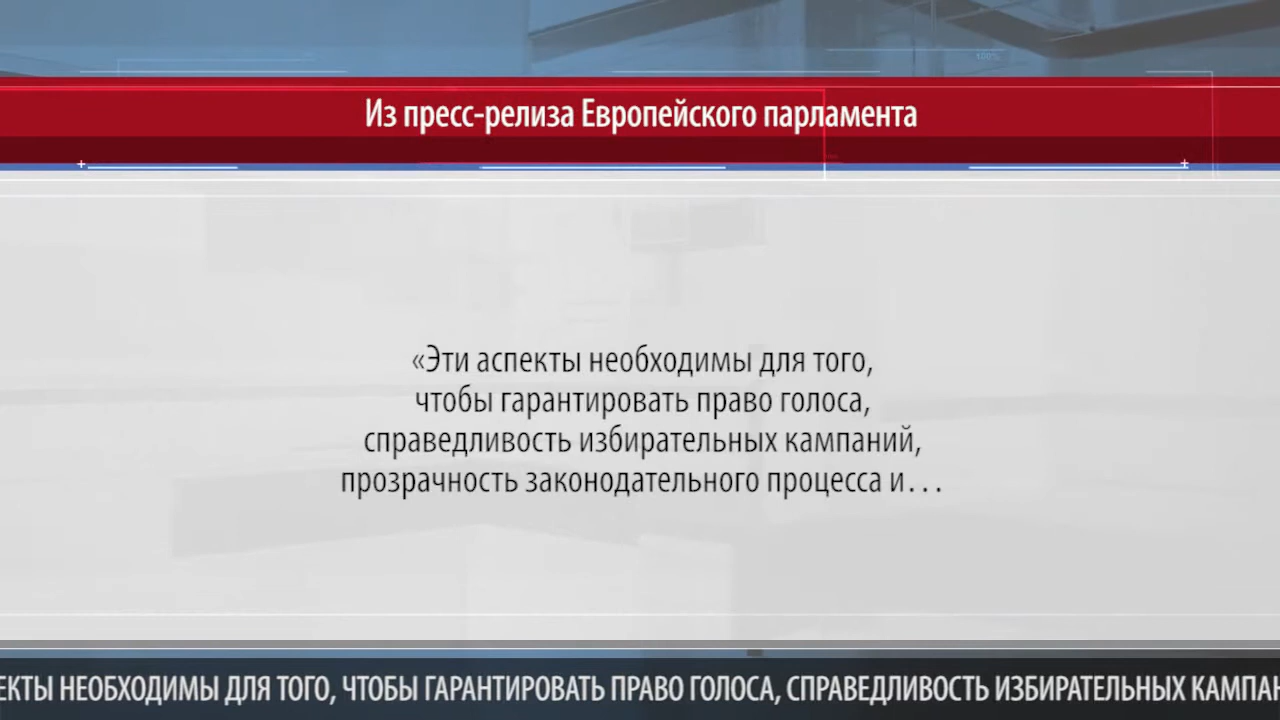 100%
Из пресс-релиза Европейского парламента
«Эти аспекты необходимы для того,
чтобы гарантировать право голоса,
справедливость избирательных кампаний,
прозрачность законодательного процесса и...
НЕОБХОДИМЫ ДЛЯ ТОГО, ЧТОБЫ ГАРАНТИРОВАТЬ ПРАВО ГОЛОСА, СПРАВЕДЛИВОСТЬ ИЗБИРАТЕЛЬНЫХ